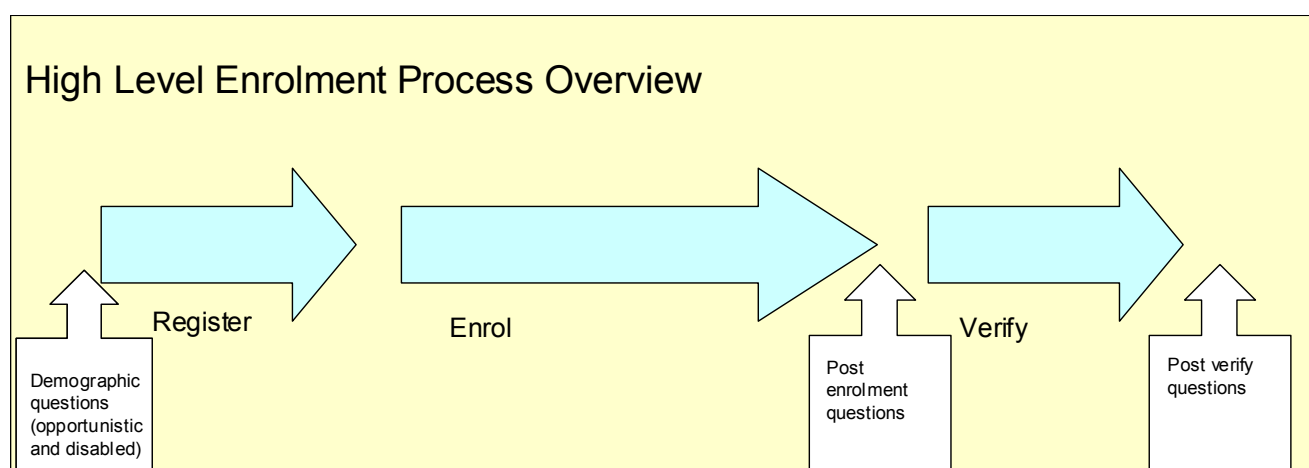 High Level Enrolment Process Overview
Register
Enrol
Verify
Demographic
questions
(opportunistic
and disabled)
Post
enrolment
questions
Post verify
questions